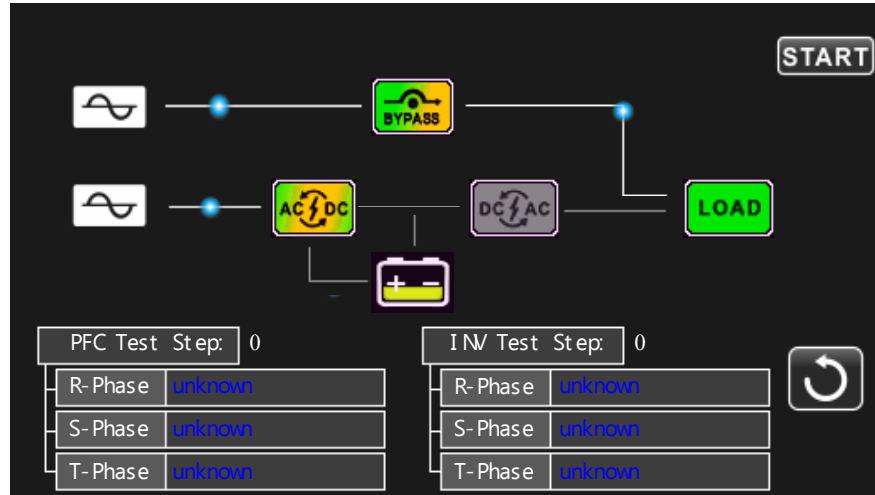 START
BYPASS
AC DC
DC AC
LOAD
+ −
PFC Test Step: 0
R-Phase unknown
S-Phase unknown
T-Phase unknown
INV Test Step: 0
R-Phase unknown
S-Phase unknown
T-Phase unknown